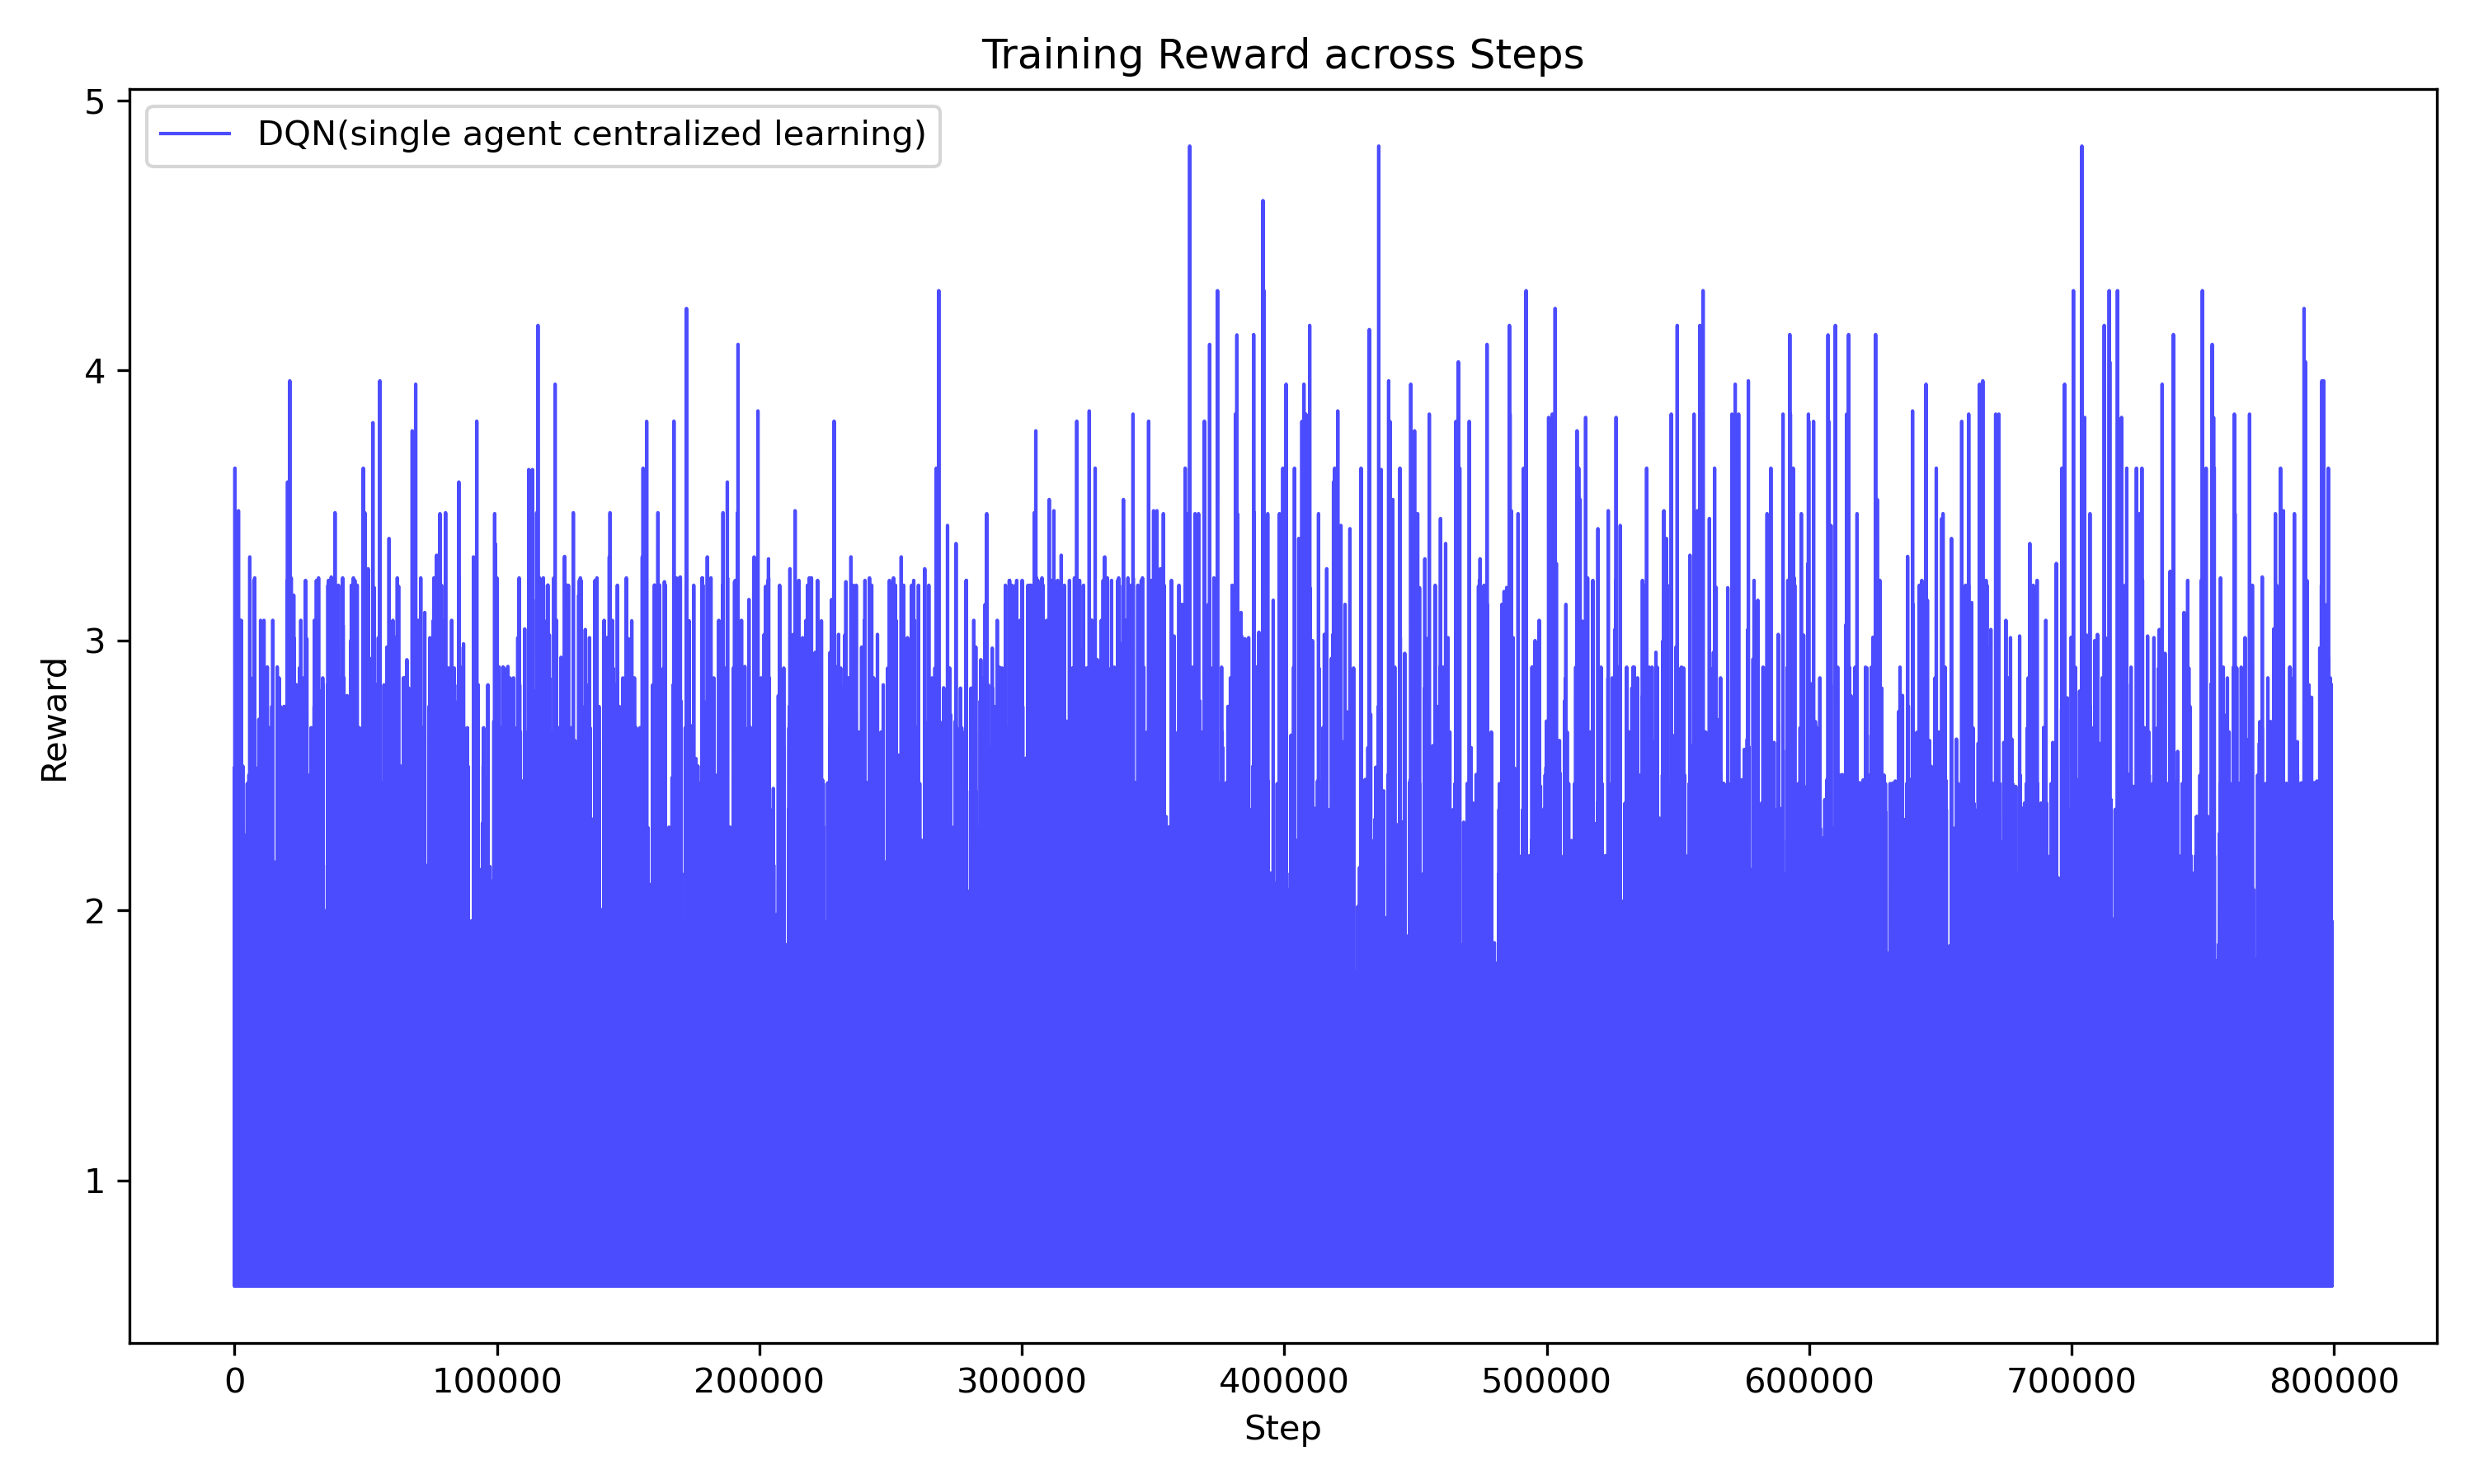 Training Reward across Steps
DQN(single agent centralized learning)
5
4
3
2
1
Reward
0 100000 200000 300000 400000 500000 600000 700000 800000
Step